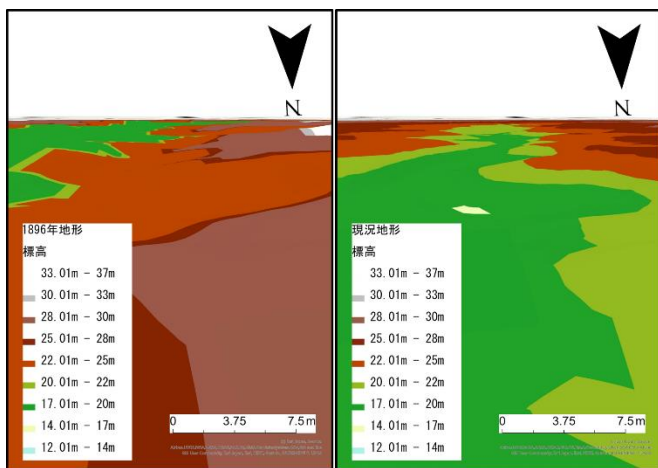 N
1896年地形
標高
33.01m - 37m
30.01m - 33m
28.01m - 30m
25.01m - 28m
22.01m - 25m
20.01m - 22m
17.01m - 20m
14.01m - 17m
12.01m - 14m
0 3.75 7.5 m
N
現況地形
標高
33.01m - 37m
30.01m - 33m
28.01m - 30m
25.01m - 28m
22.01m - 25m
20.01m - 22m
17.01m - 20m
14.01m - 17m
12.01m - 14m
0 3.75 7.5 m